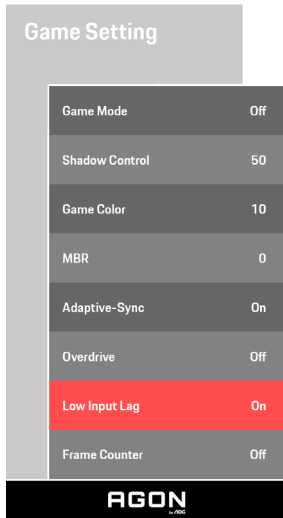 Game Setting
Game Mode Off
Shadow Control 50
Game Color 10
MBR 0
Adaptive-Sync On
Overdrive Off
Low Input Lag On
Frame Counter Off
AGON
by AOC